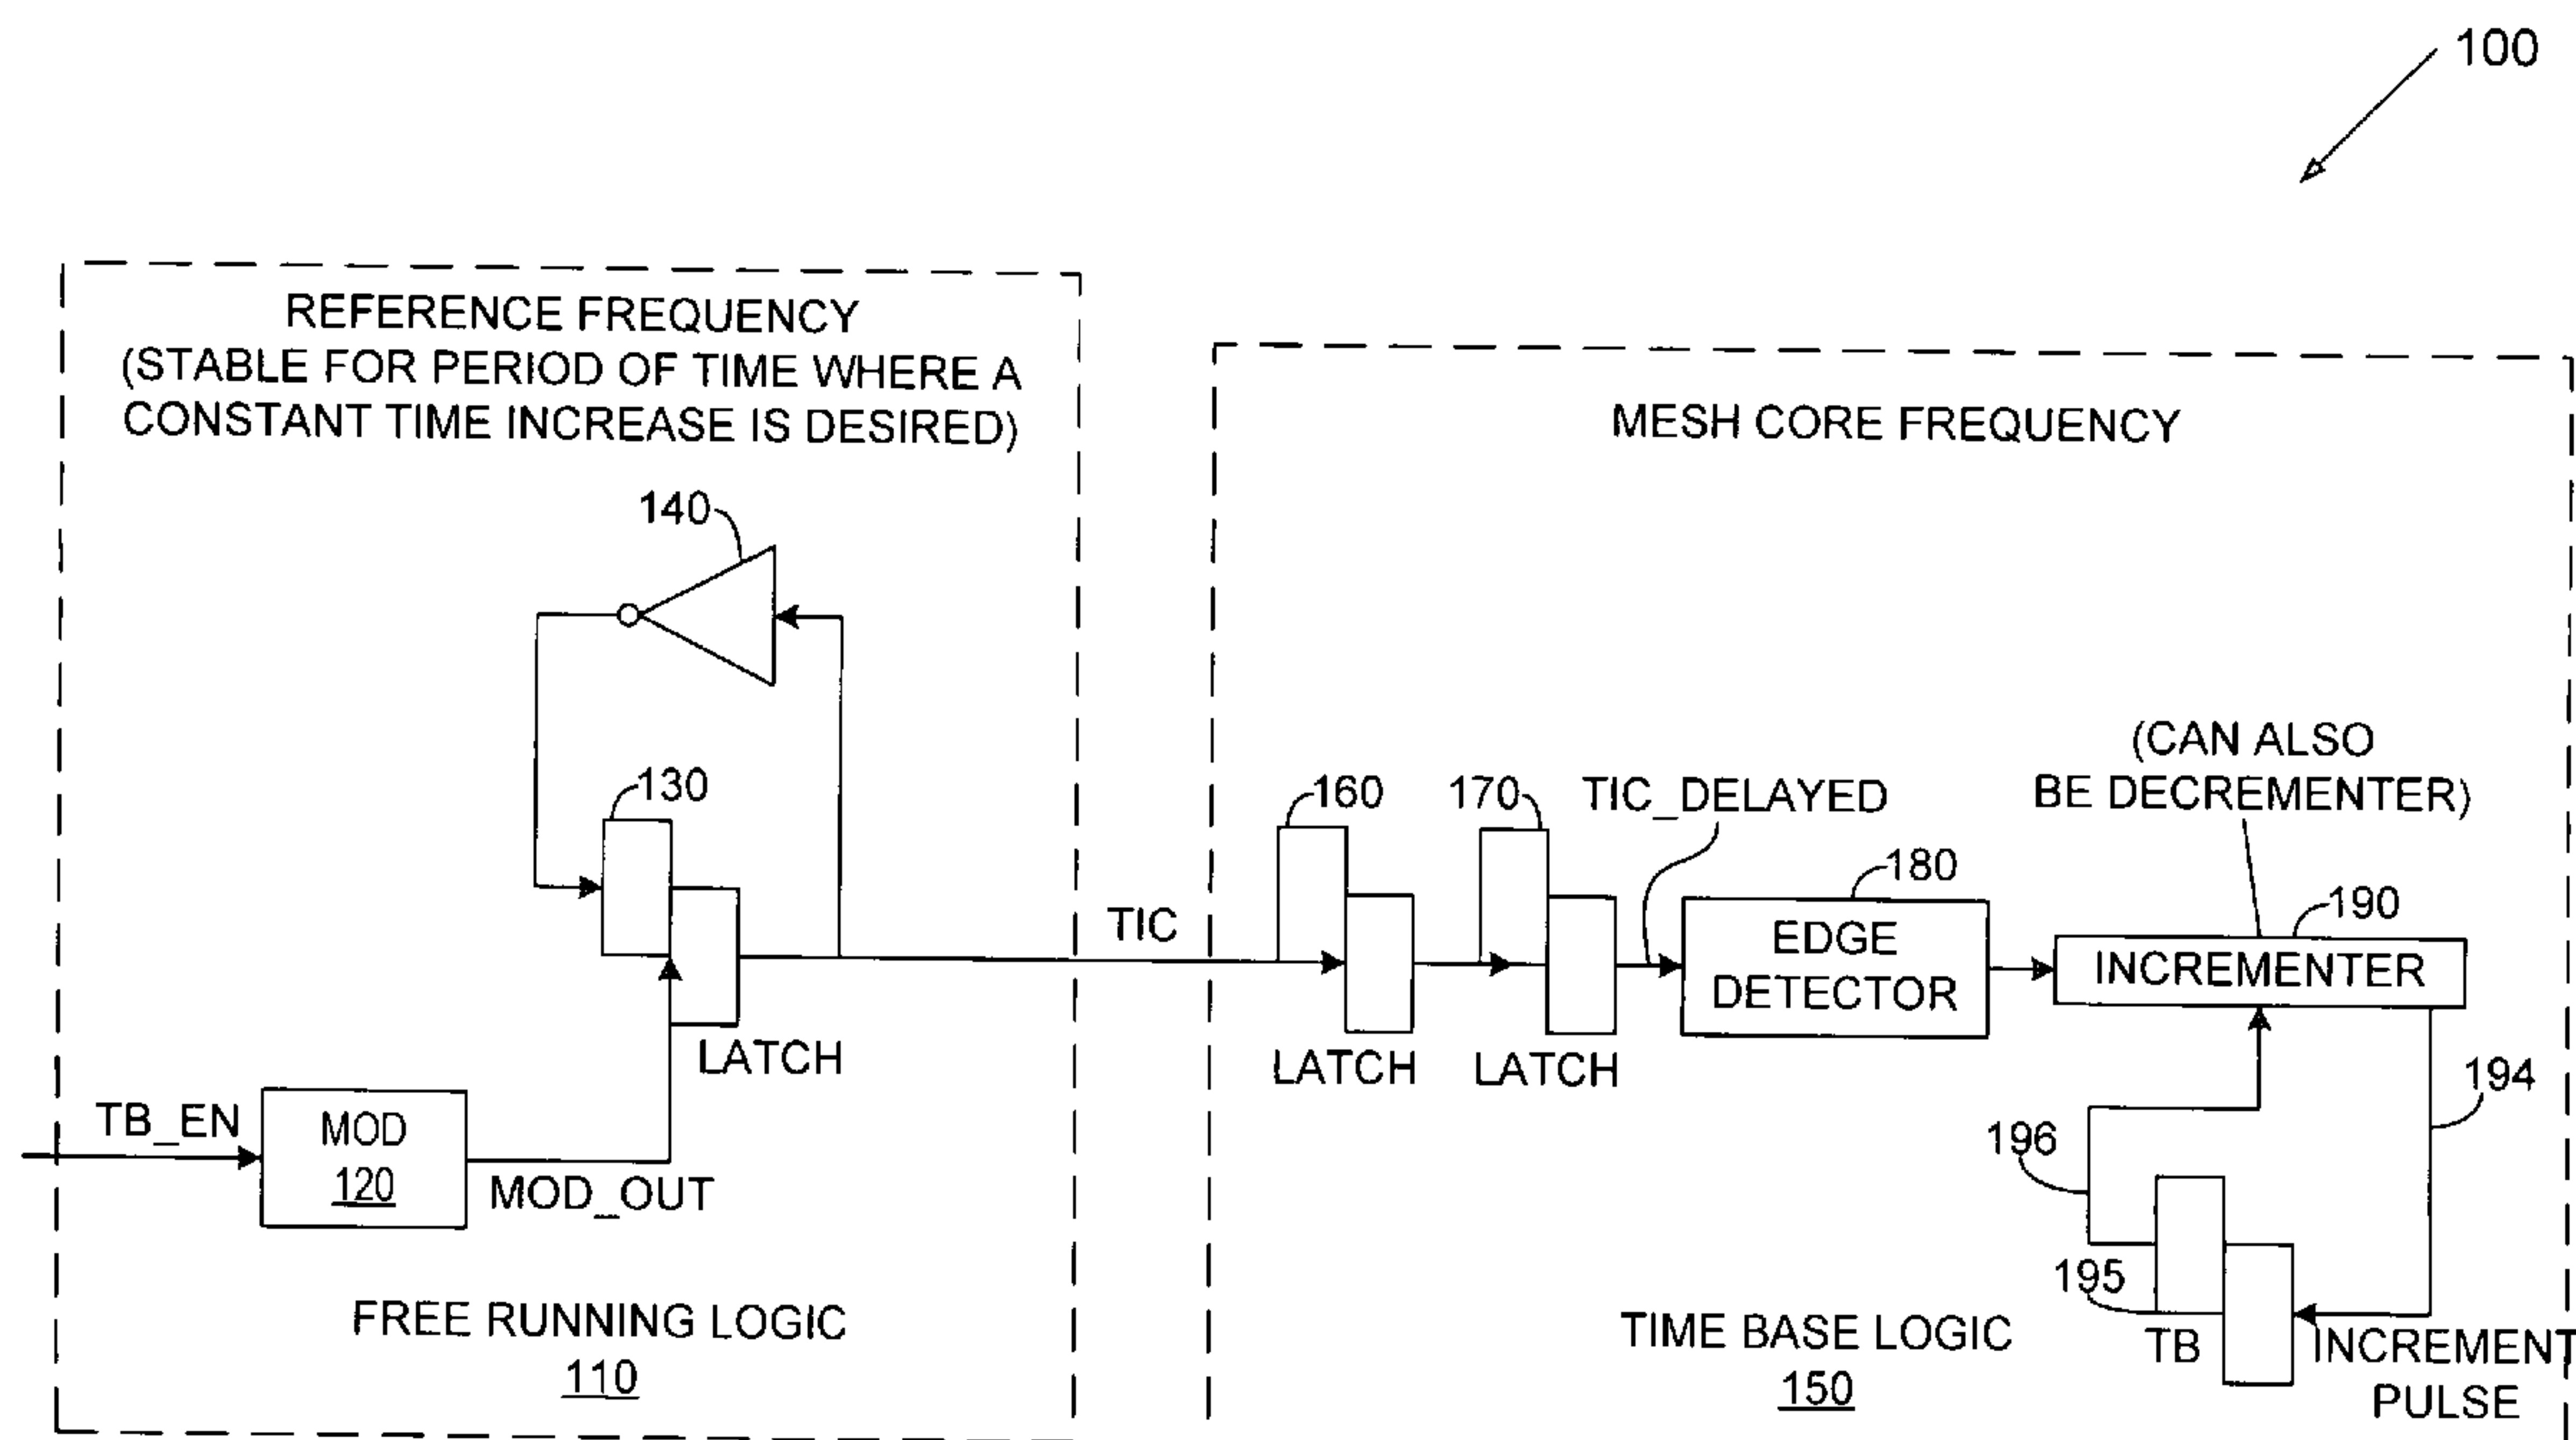 100
REFERENCE FREQUENCY
(STABLE FOR PERIOD OF TIME WHERE A
CONSTANT TIME INCREASE IS DESIRED)
140
130
LATCH
TB_EN
MOD
120
MOD_OUT
FREE RUNNING LOGIC
110
TIC
MESH CORE FREQUENCY
160
LATCH
170
LATCH
TIC_DELAYED
180
EDGE
DETECTOR
(CAN ALSO
BE DECREMENTER)
190
INCREMENTER
194
196
195
TB
INCREMENT
PULSE
TIME BASE LOGIC
150